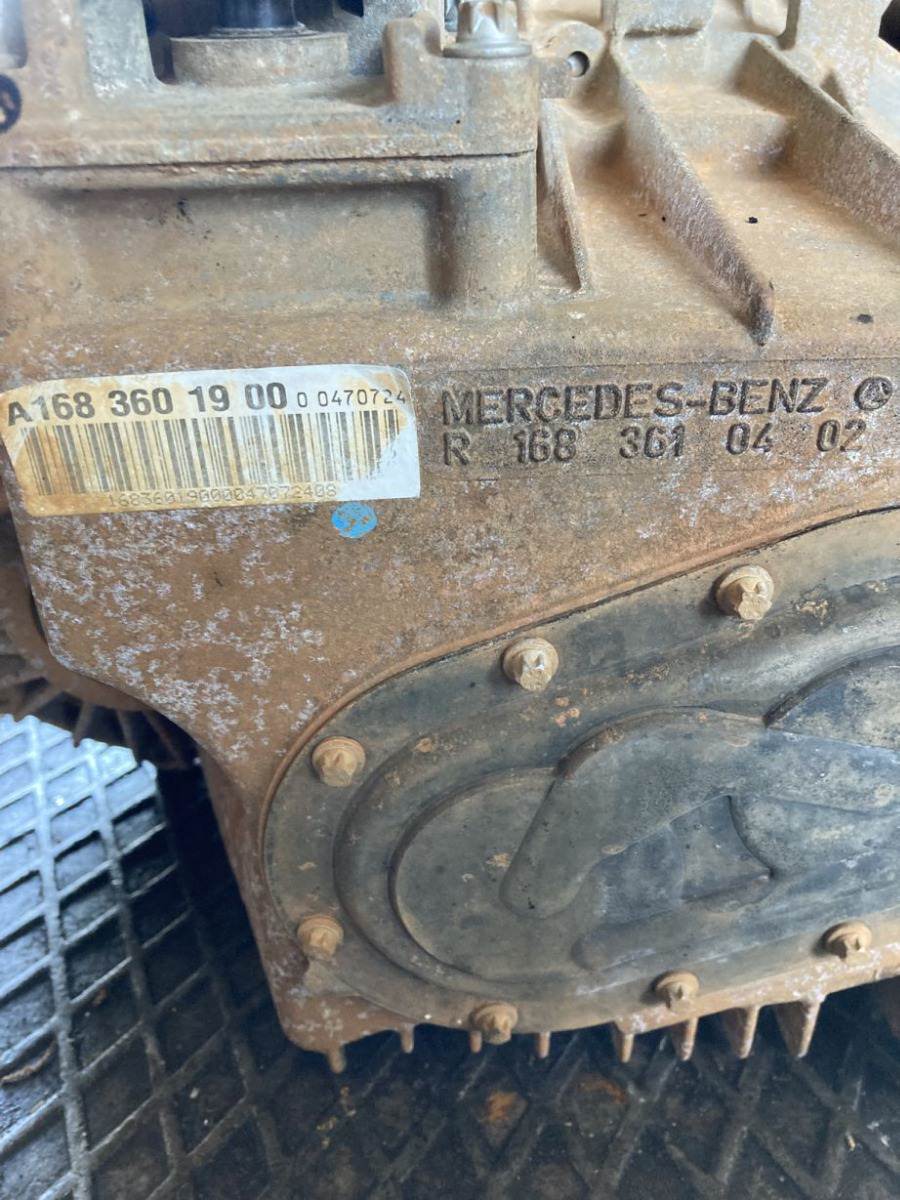 A168 360 19 00 0 0470724
16836019000047072408
MERCEDES-BENZ
R 168 361 04 02